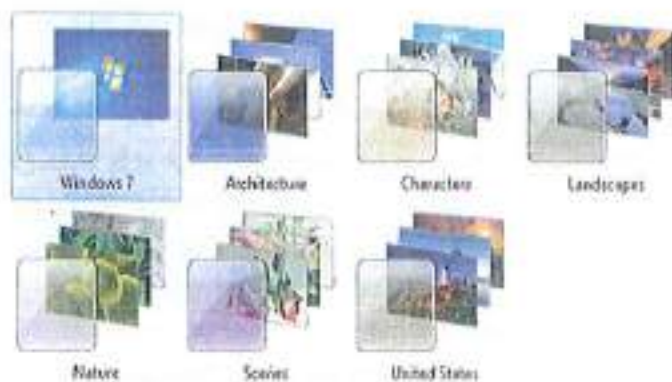 Windows 7
Architecture
Characters
Landscapes
Nature
Scenes
United States